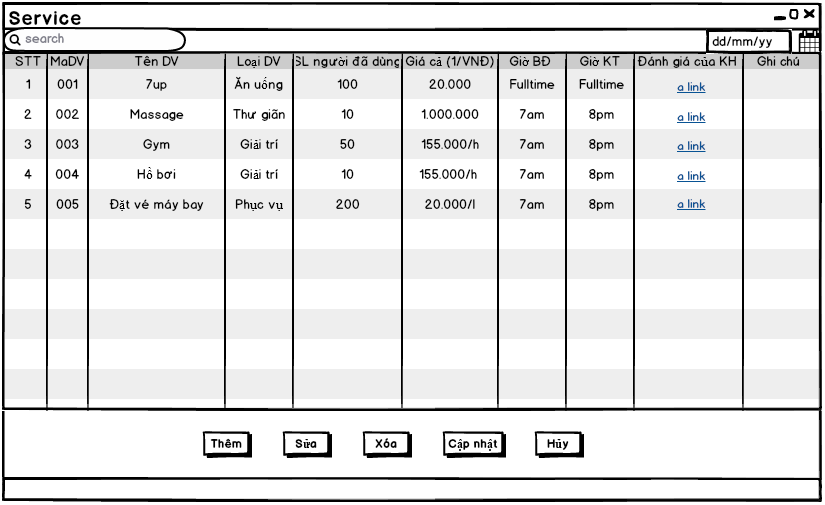 Service
search
dd/mm/yy
STT MaDV Tên DV Loại DV SL người đã dùng Giá cả (1/VNĐ) Giờ BĐ Giờ KT Đánh giá của KH Ghi chú
1 001 7up Ăn uống 100 20.000 Fulltime Fulltime a link
2 002 Massage Thư giãn 10 1.000.000 7am 8pm a link
3 003 Gym Giải trí 50 155.000/h 7am 8pm a link
4 004 Hồ bơi Giải trí 10 155.000/h 7am 8pm a link
5 005 Đặt vé máy bay Phục vụ 200 20.000/l 7am 8pm a link
Thêm Sửa Xóa Cập nhật Hủy